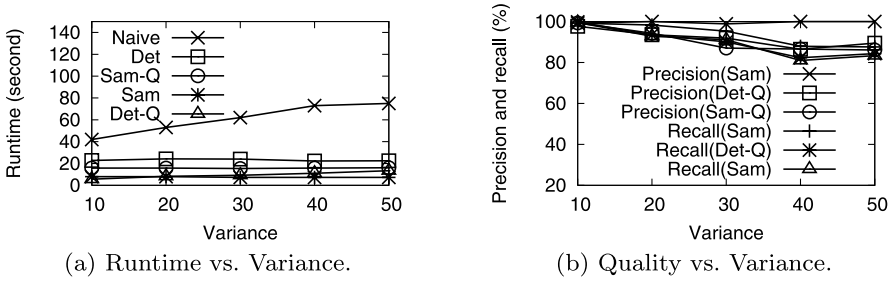 Runtime (second)
140
120
100
80
60
40
20
0
Naive
Det
Sam-Q
Sam
Det-Q
10 20 30 40 50
Variance
(a) Runtime vs. Variance.
Precision and recall (%)
100
80
60
40
20
Precision(Sam)
Precision(Det-Q)
Precision(Sam-Q)
Recall(Sam)
Recall(Det-Q)
Recall(Sam)
10 20 30 40 50
Variance
(b) Quality vs. Variance.